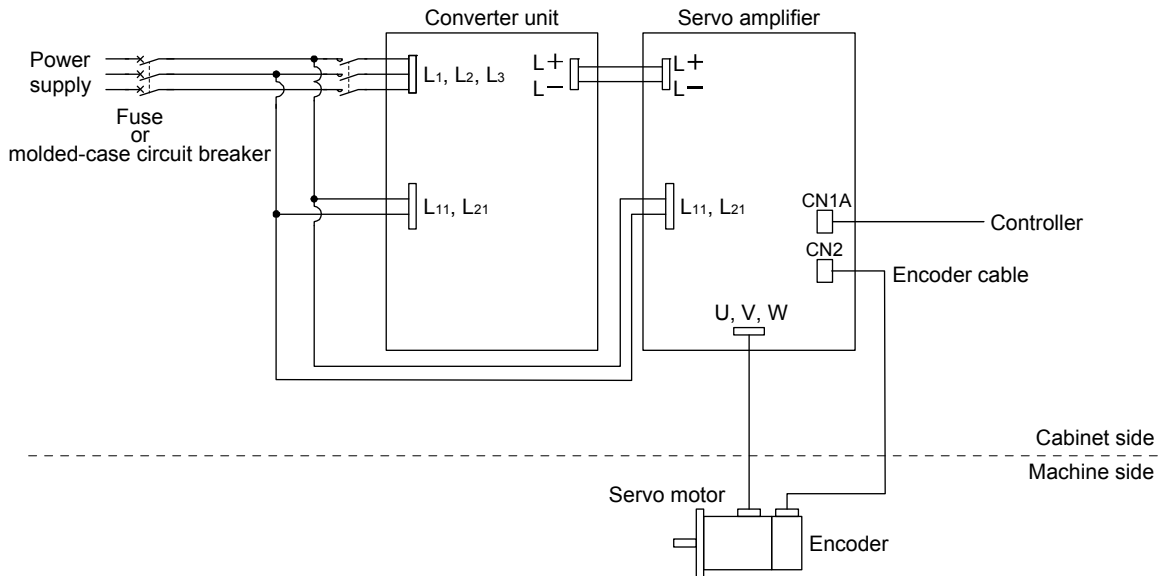 Converter unit
Servo amplifier
Power
supply
L1, L2, L3
L+
L−
L+
L−
Fuse
or
molded-case circuit breaker
L11, L21
L11, L21
CN1A
Controller
CN2
Encoder cable
U, V, W
Cabinet side
Machine side
Servo motor
Encoder